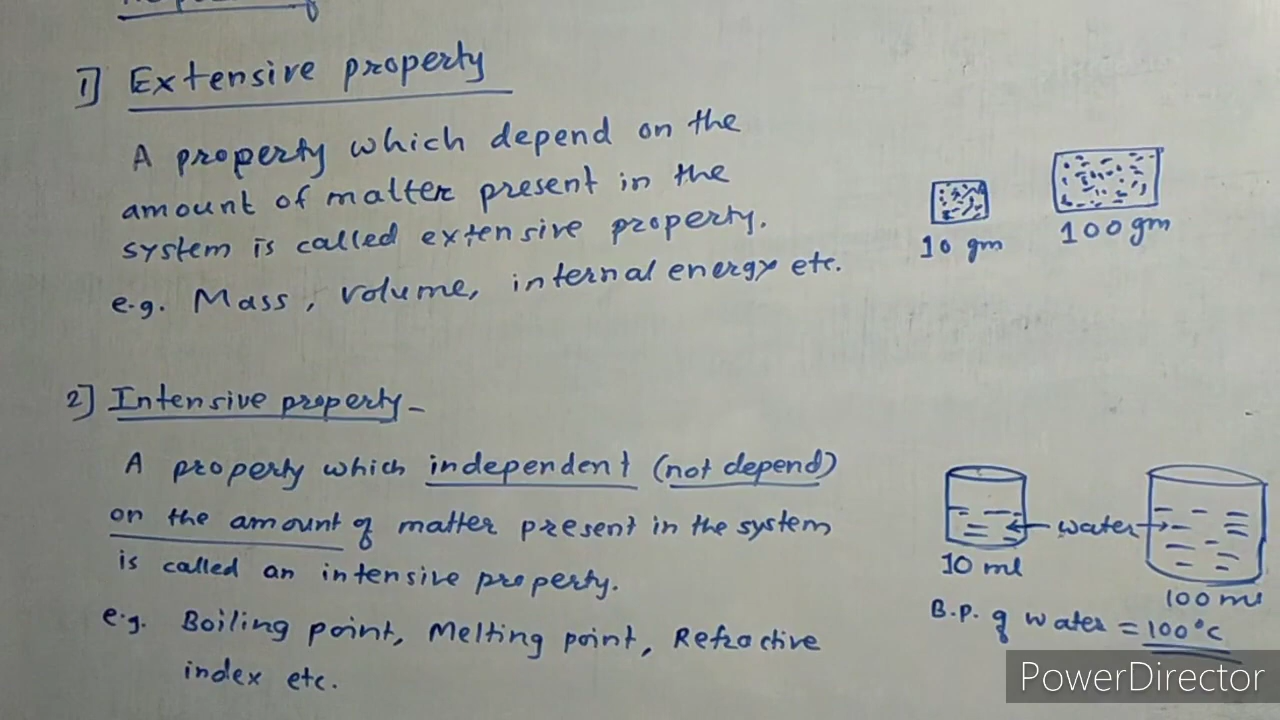 1] Extensive property
A property which depend on the
amount of matter present in the
system is called extensive property.
e.g. Mass, volume, internal energy etc.
10 gm
100 gm
2] Intensive property-
A property which independent (not depend)
on the amount of matter present in the system
is called an intensive property.
e.g. Boiling point, Melting point, Refractive
index etc.
water
10 ml
100 ml
B.P. of water = 100°C
PowerDirector